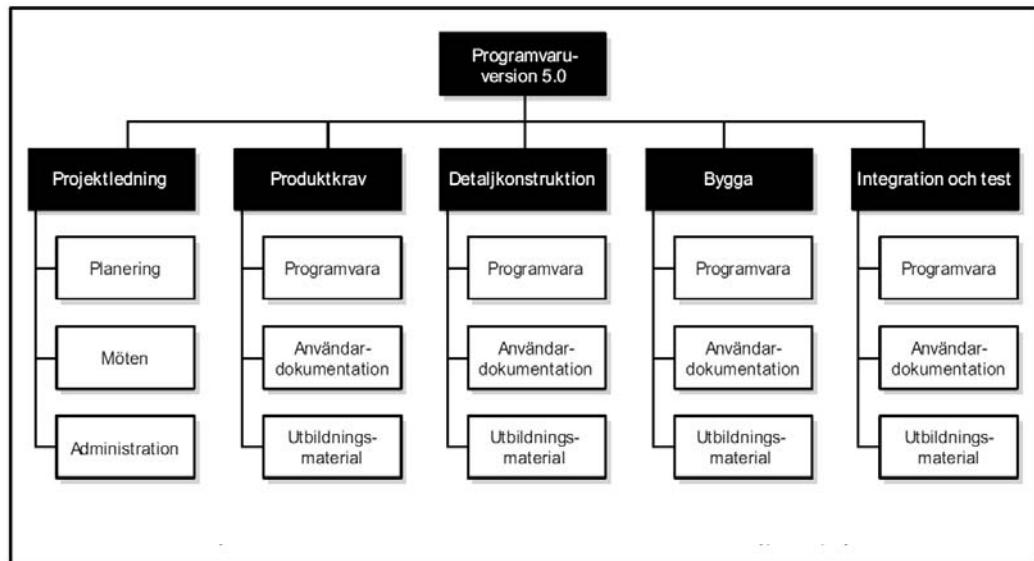 Programvaru-
version 5.0
Projektledning
Produktkrav
Detaljkonstruktion
Bygga
Integration och test
Planering
Programvara
Programvara
Programvara
Programvara
Möten
Användar-
dokumentation
Användar-
dokumentation
Användar-
dokumentation
Användar-
dokumentation
Administration
Utbildnings-
material
Utbildnings-
material
Utbildnings-
material
Utbildnings-
material